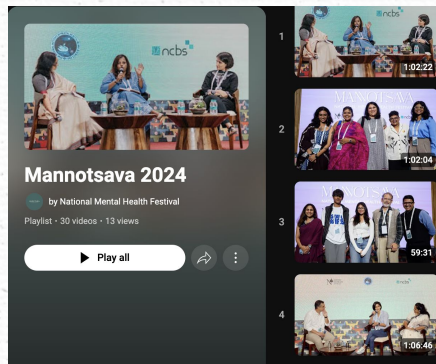 ncbs
Mannotsava 2024
by National Mental Health Festival
Playlist • 30 videos • 13 views
Play all
1
1:02:22
2
MANNOTSAVA
1:02:04
3
MANNOTSAVA
59:31
4
ncbs
1:06:46